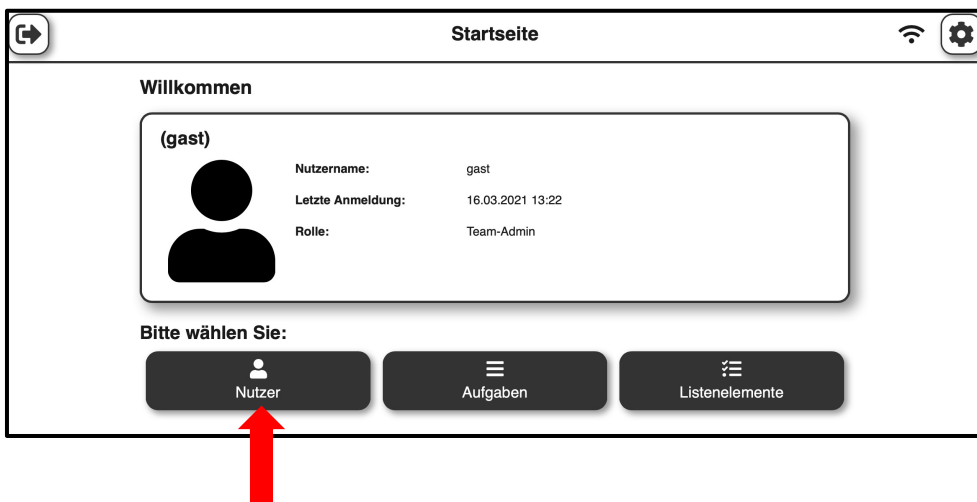 Startseite
Willkommen
(gast)
Nutzername: gast
Letzte Anmeldung: 16.03.2021 13:22
Rolle: Team-Admin
Bitte wählen Sie:
Nutzer Aufgaben Listenelemente